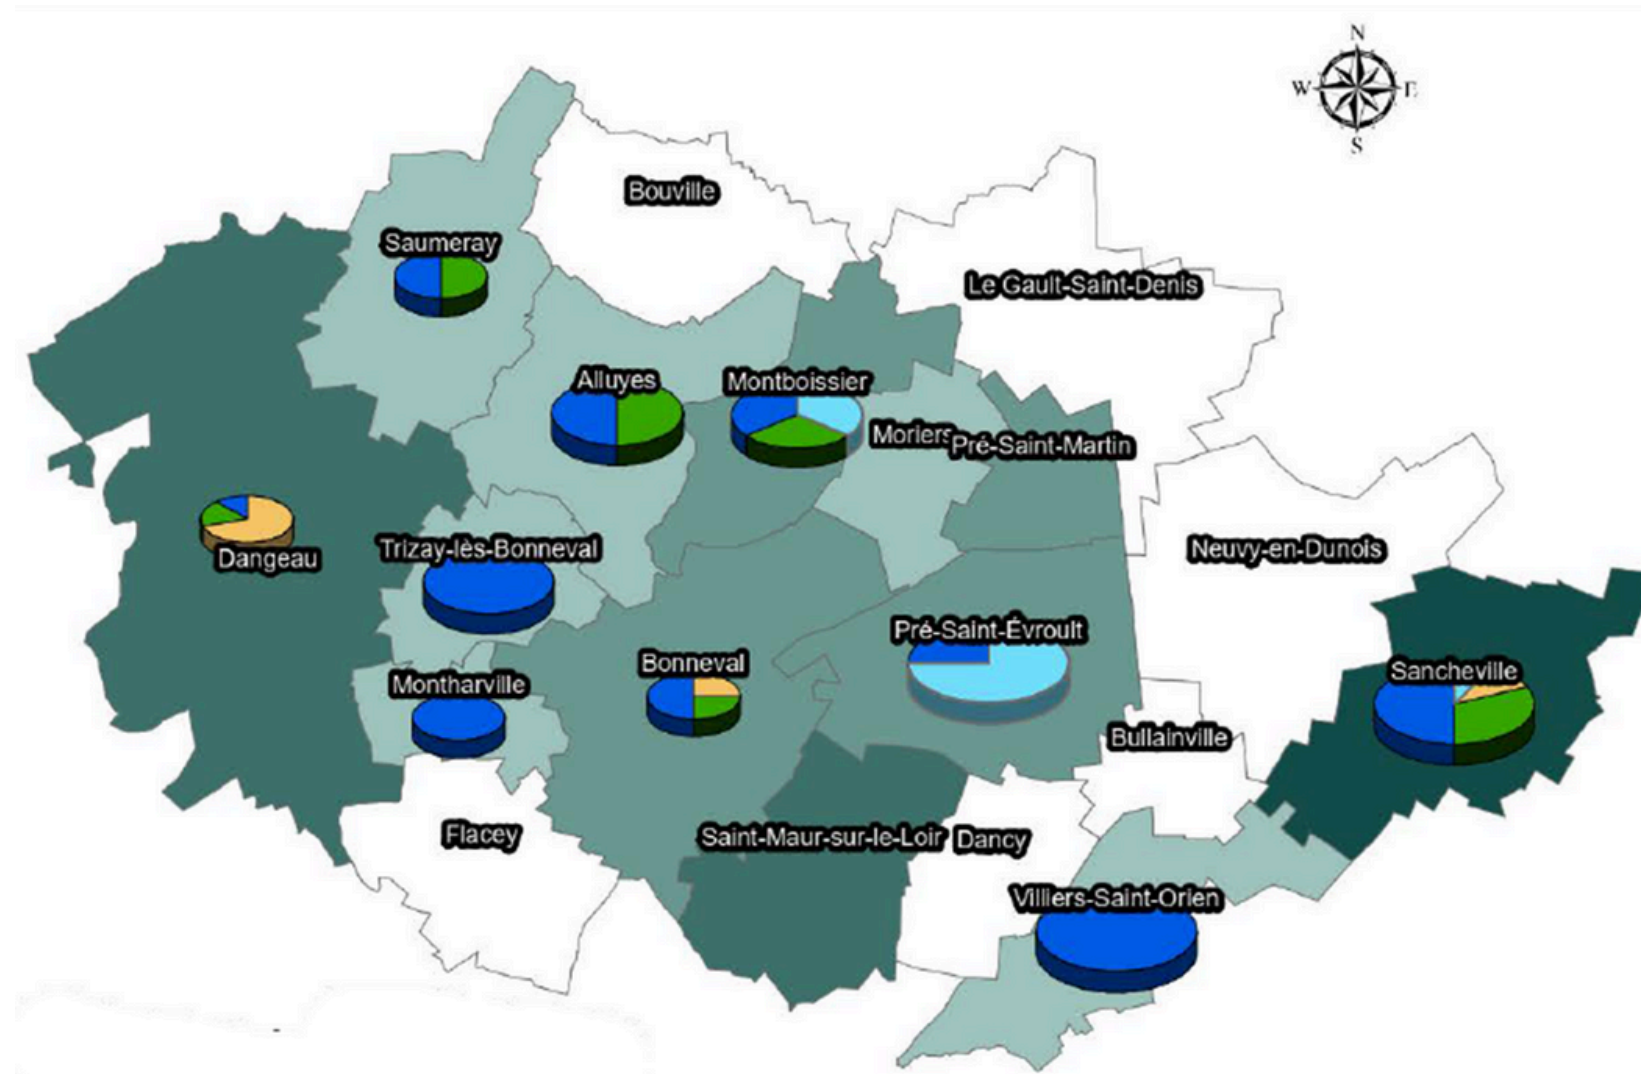 N
W E
S
Bouville
Saumeray
Le Gault-Saint-Denis
Alluyes
Montboissier
Moriers
Pré-Saint-Martin
Dangeau
Trizay-lès-Bonneval
Neuvy-en-Dunois
Pré-Saint-Évroult
Bonneval
Sancheville
Montharville
Bullainville
Flacey
Saint-Maur-sur-le-Loir
Dancy
Villiers-Saint-Orien